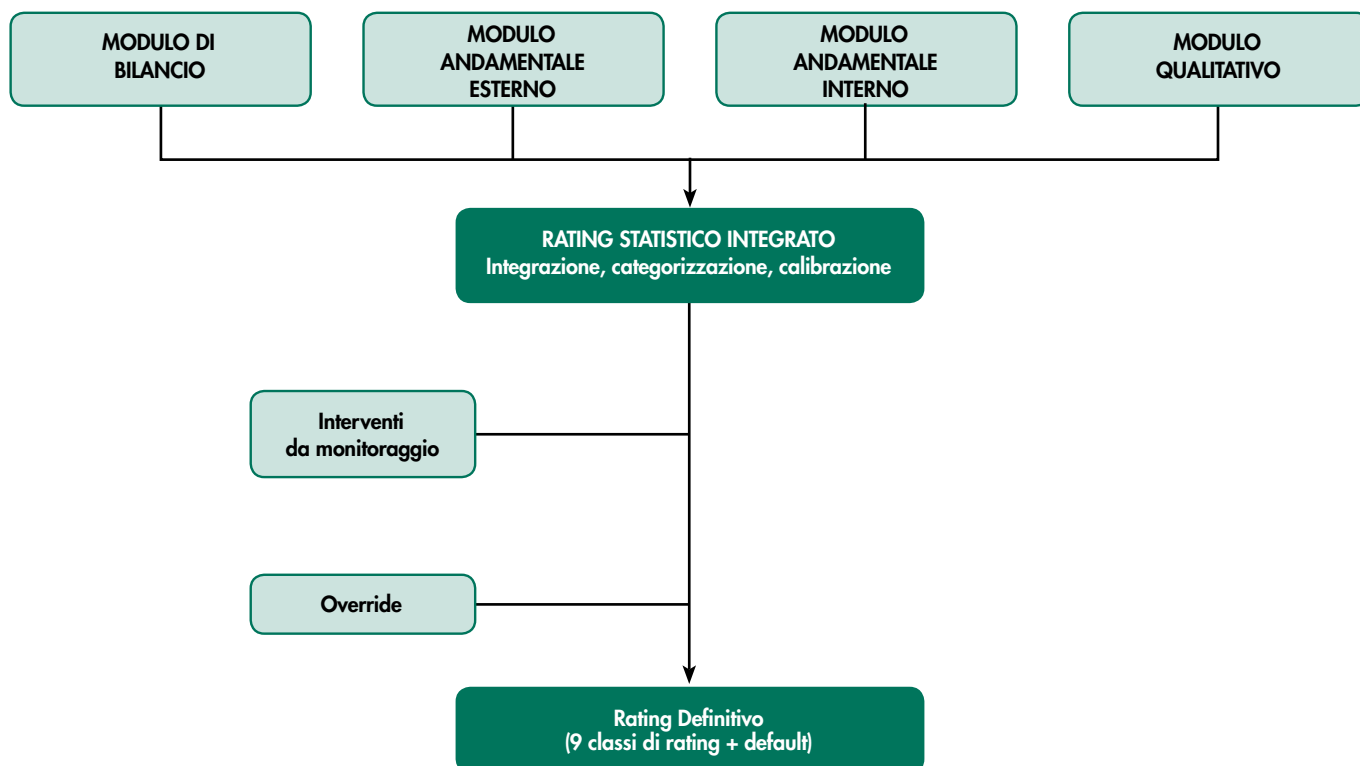 MODULO DI
BILANCIO
MODULO
ANDAMENTALE
ESTERNO
MODULO
ANDAMENTALE
INTERNO
MODULO
QUALITATIVO
RATING STATISTICO INTEGRATO
Integrazione, categorizzazione, calibrazione
Interventi
da monitoraggio
Override
Rating Definitivo
(9 classi di rating + default)